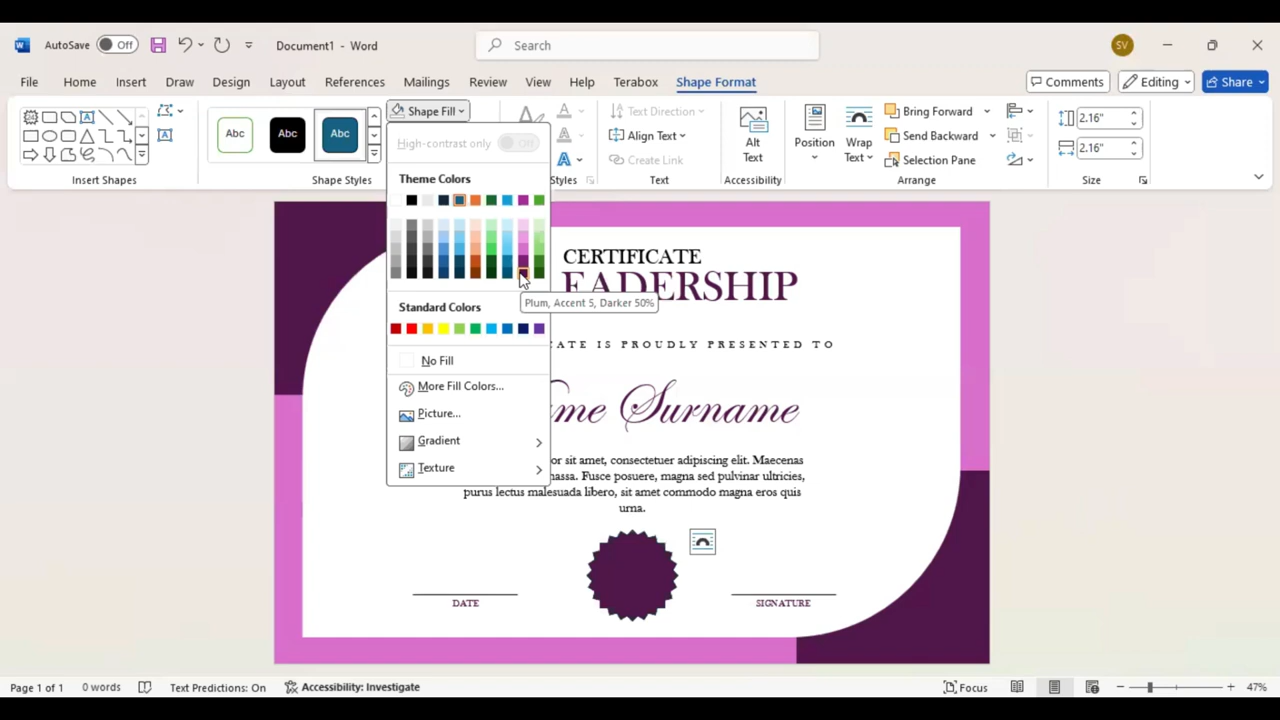 AutoSave Off Document1 - Word Search SV
File Home Insert Draw Design Layout References Mailings Review View Help Terabox Shape Format Comments Editing Share
Abc Abc Abc Shape Fill Text Direction Bring Forward 2.16"
High-contrast only Off Align Text Alt Text Position Wrap Text Send Backward 2.16"
Create Link Selection Pane
Insert Shapes Shape Styles Styles Text Accessibility Arrange Size
Theme Colors
Plum, Accent 5, Darker 50%
Standard Colors
No Fill
More Fill Colors...
Picture...
Gradient
Texture
CERTIFICATE
EADERSHIP
ATE IS PROUDLY PRESENTED TO
me Surname
or sit amet, consectetuer adipiscing elit. Maecenas
massa. Fusce posuere, magna sed pulvinar ultricies,
purus lectus malesuada libero, sit amet commodo magna eros quis
urna.
DATE SIGNATURE
Page 1 of 1 0 words Text Predictions: On Accessibility: Investigate Focus 47%